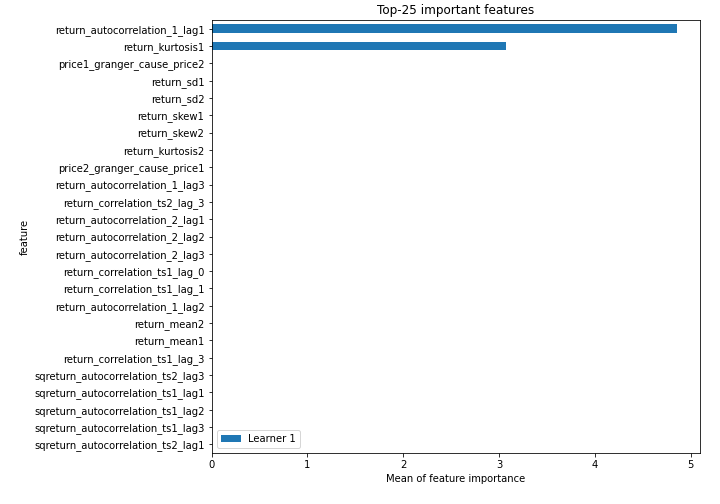 Top-25 important features
return_autocorrelation_1_lag1
return_kurtosis1
price1_granger_cause_price2
return_sd1
return_sd2
return_skew1
return_skew2
return_kurtosis2
price2_granger_cause_price1
return_autocorrelation_1_lag3
return_correlation_ts2_lag_3
return_autocorrelation_2_lag1
return_autocorrelation_2_lag2
return_autocorrelation_2_lag3
return_correlation_ts1_lag_0
return_correlation_ts1_lag_1
return_autocorrelation_1_lag2
return_mean2
return_mean1
return_correlation_ts1_lag_3
sqreturn_autocorrelation_ts2_lag3
sqreturn_autocorrelation_ts1_lag1
sqreturn_autocorrelation_ts1_lag2
sqreturn_autocorrelation_ts1_lag3
sqreturn_autocorrelation_ts2_lag1
feature
Learner 1
0 1 2 3 4 5
Mean of feature importance